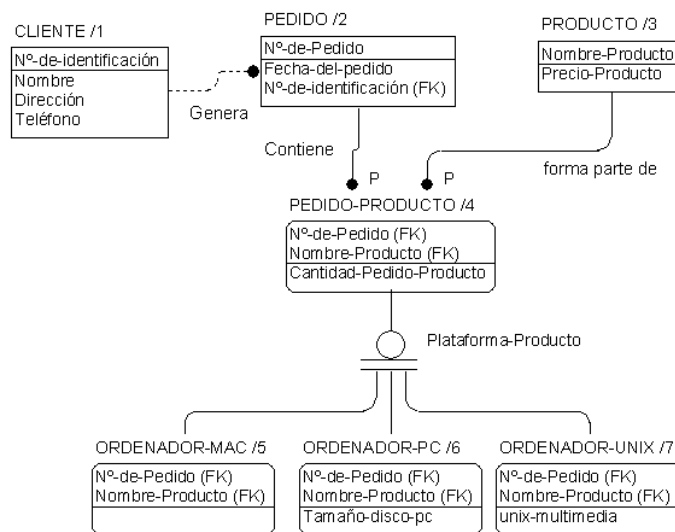 CLIENTE /1
Nº-de-identificación
Nombre
Dirección
Teléfono
Genera
PEDIDO /2
Nº-de-Pedido
Fecha-del-pedido
Nº-de-identificación (FK)
PRODUCTO /3
Nombre-Producto
Precio-Producto
Contiene
P
P
forma parte de
PEDIDO-PRODUCTO /4
Nº-de-Pedido (FK)
Nombre-Producto (FK)
Cantidad-Pedido-Producto
Plataforma-Producto
ORDENADOR-MAC /5
Nº-de-Pedido (FK)
Nombre-Producto (FK)
ORDENADOR-PC /6
Nº-de-Pedido (FK)
Nombre-Producto (FK)
Tamaño-disco-pc
ORDENADOR-UNIX /7
Nº-de-Pedido (FK)
Nombre-Producto (FK)
unix-multimedia